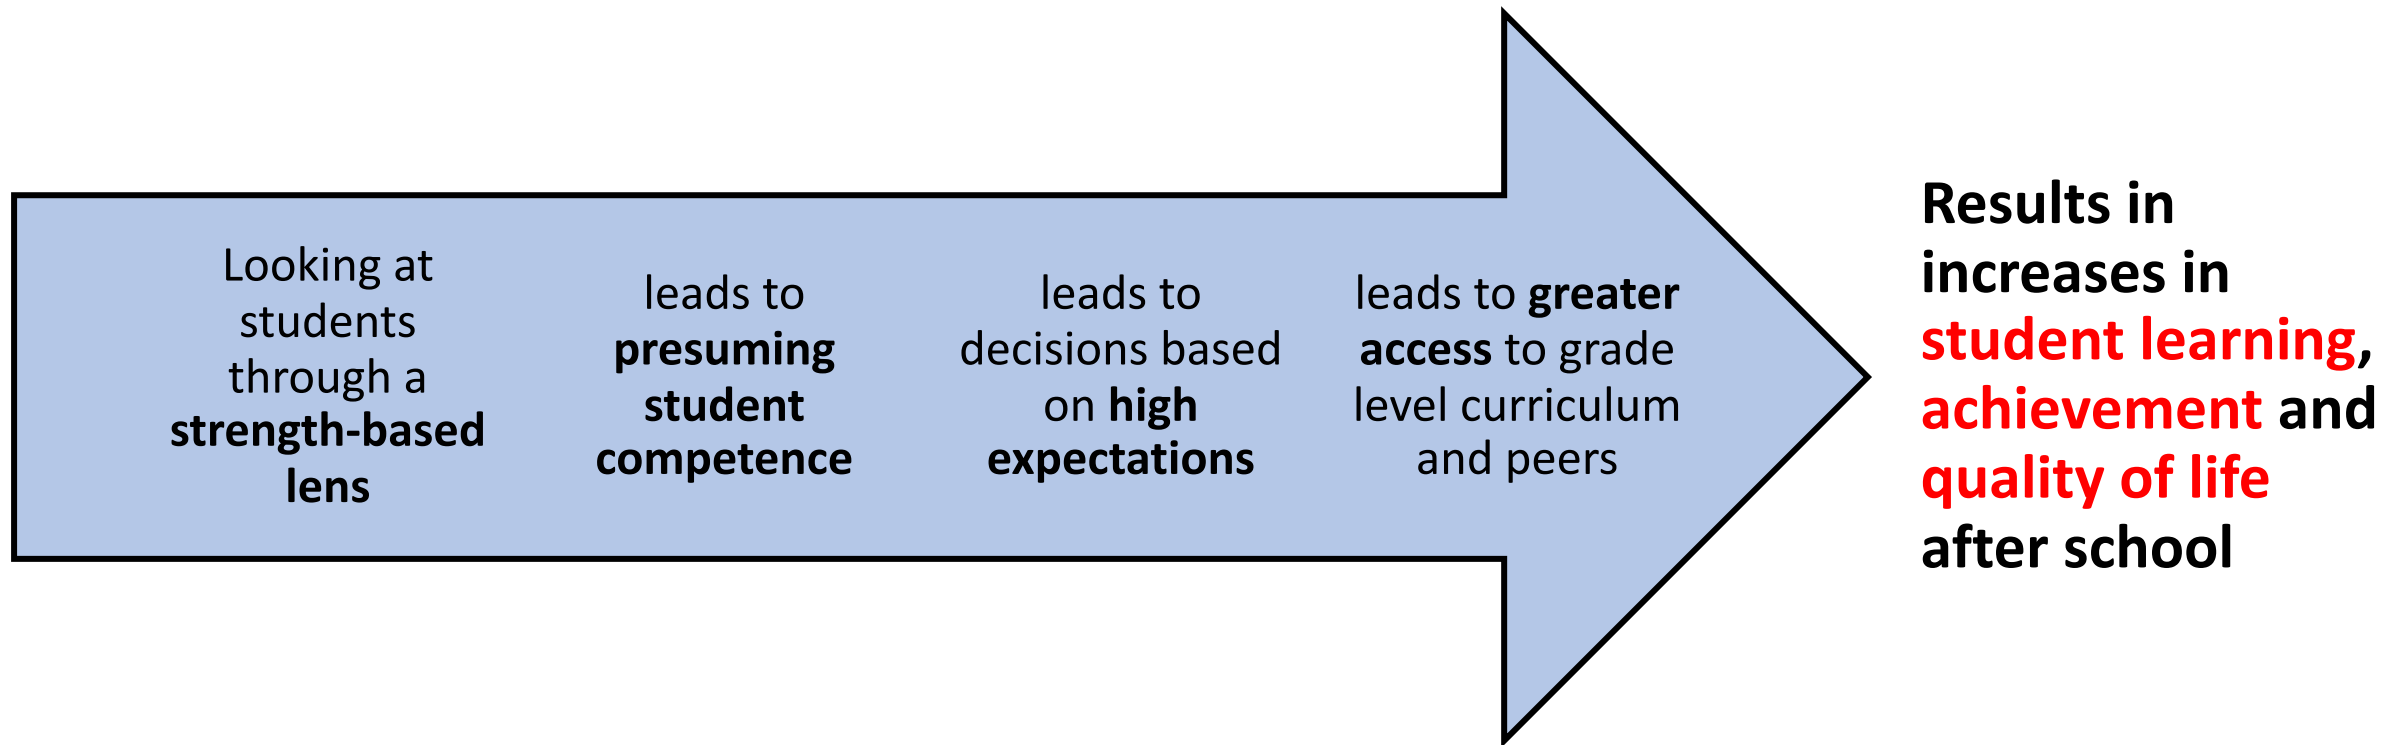 Looking at
students
through a
strength-based
lens
leads to
presuming
student
competence
leads to
decisions based
on high
expectations
leads to greater
access to grade
level curriculum
and peers
Results in
increases in
student learning,
achievement and
quality of life
after school